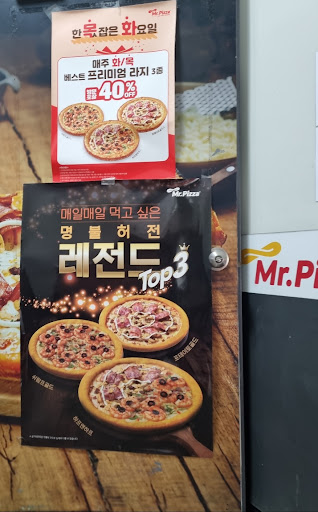 Mr.Pizza
한 목 잡은 화요일
매주 화/목
베스트 프리미엄 라지 3종
40%
OFF
Mr.Pizza
매일매일 먹고 싶은
명불허전
레전드
Top3
Mr.Pi